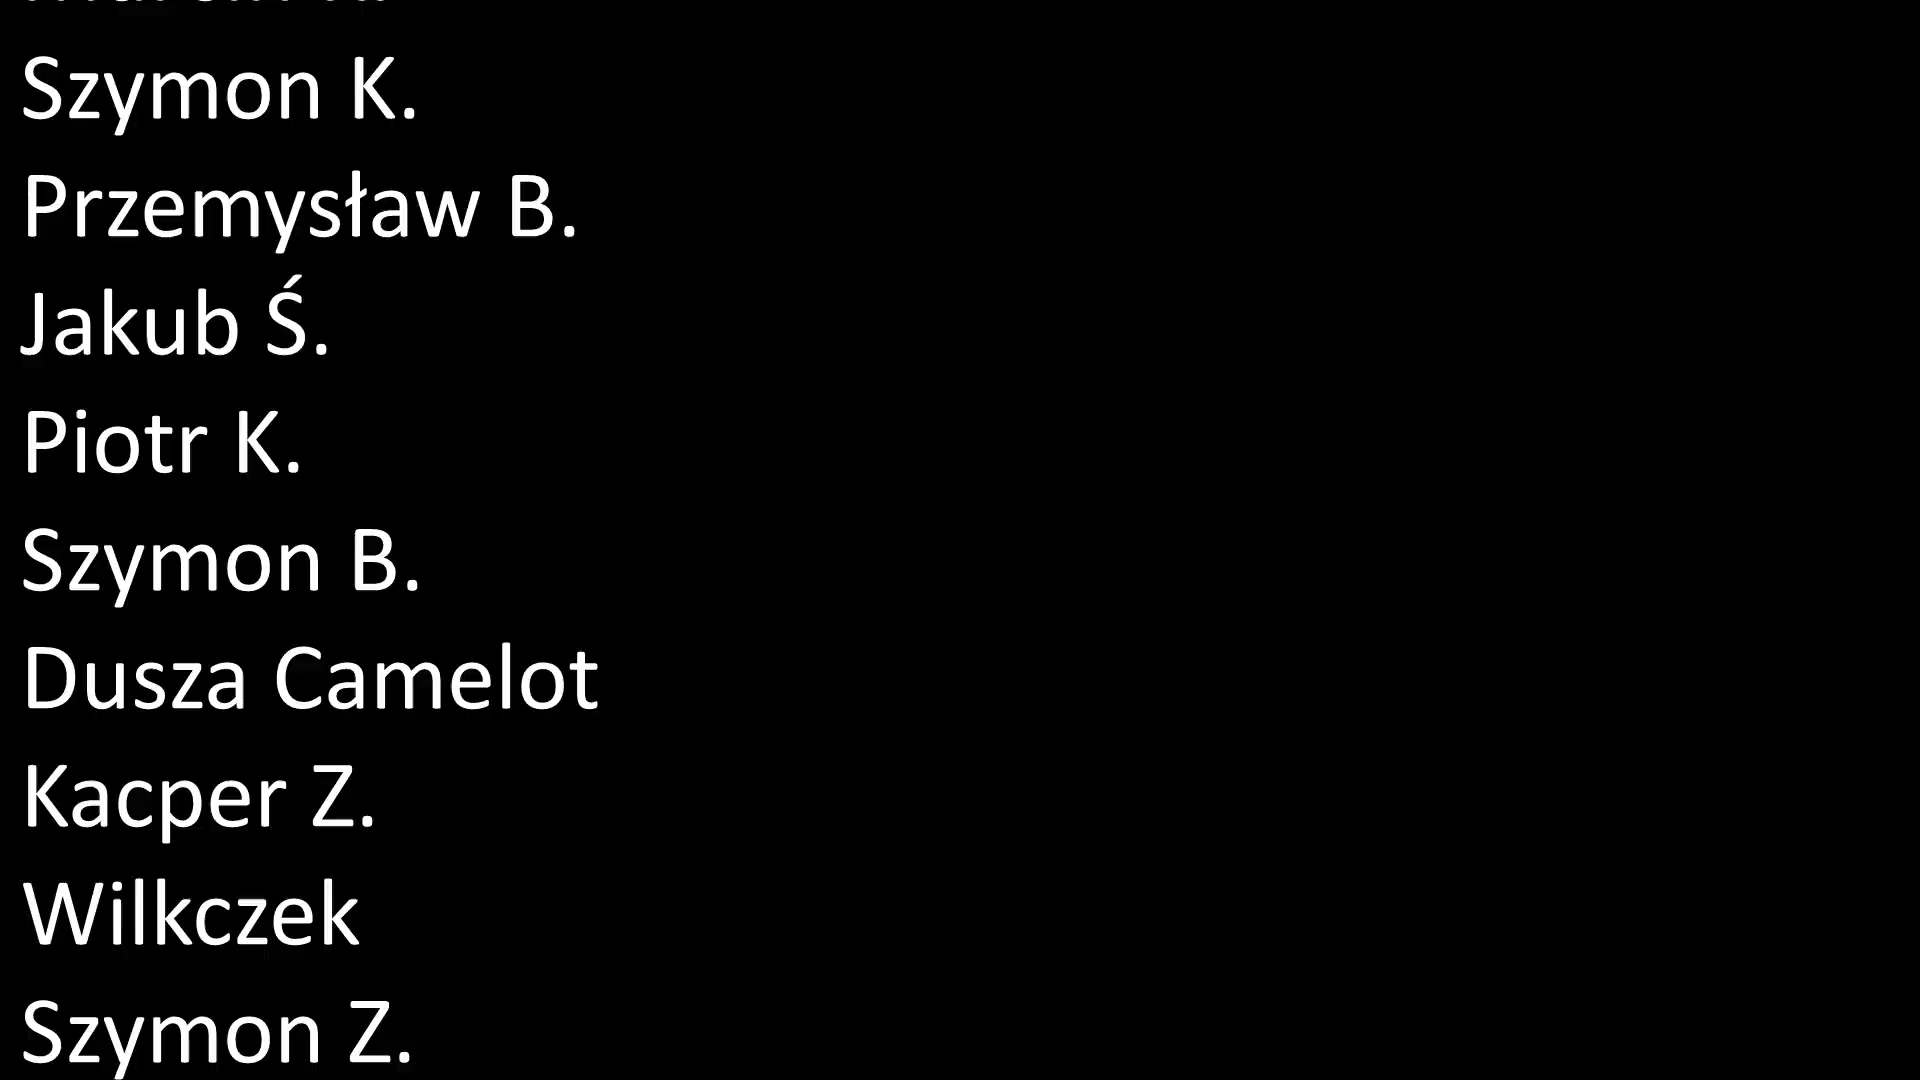 Szymon K.
Przemysław B.
Jakub Ś.
Piotr K.
Szymon B.
Dusza Camelot
Kacper Z.
Wilkczek
Szymon Z.